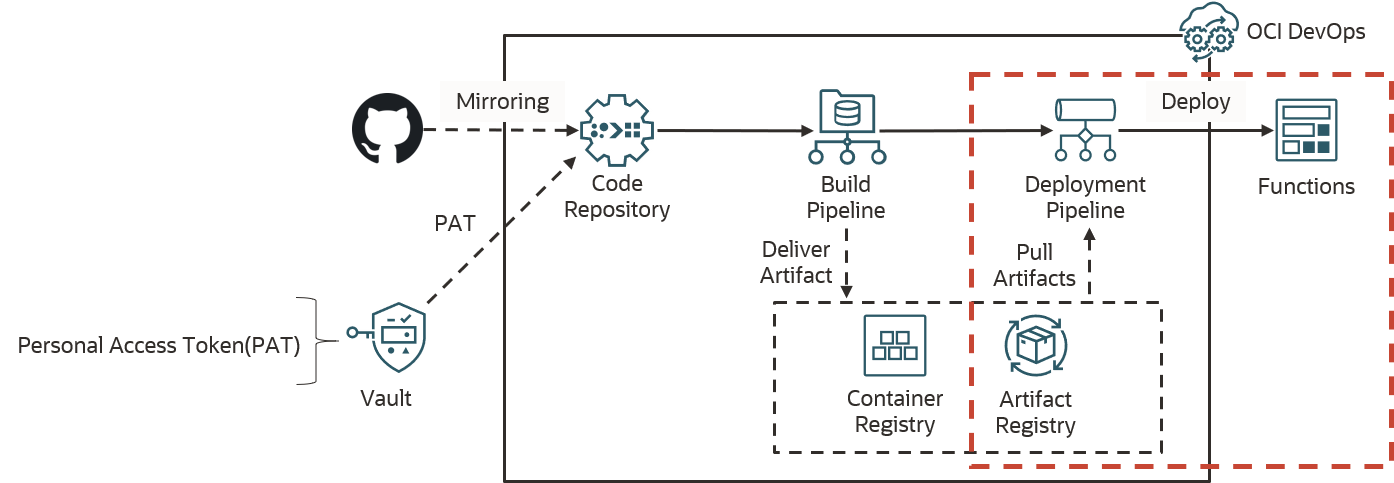 OCI DevOps
Mirroring
Deploy
Code
Repository
Build
Pipeline
Deployment
Pipeline
Functions
PAT
Deliver
Artifact
Pull
Artifacts
Personal Access Token(PAT)
Vault
Container
Registry
Artifact
Registry